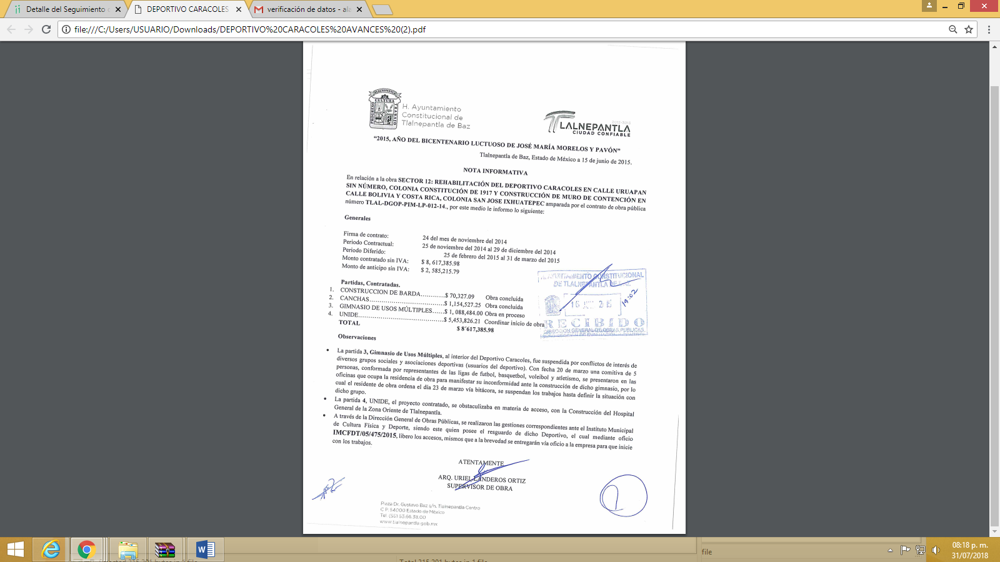 Detalle del Seguimiento
DEPORTIVO CARACOLES
verificación de datos - ala
file:///C:/Users/USUARIO/Downloads/DEPORTIVO%20CARACOLES%20AVANCES%20(2).pdf
TLALNEPANTLA
CULTURA
PROGRESO
TRABAJO
H. Ayuntamiento
Constitucional de
Tlalnepantla de Baz
TLALNEPANTLA
CIUDAD CONFIABLE
“2015, AÑO DEL BICENTENARIO LUCTUOSO DE JOSÉ MARÍA MORELOS Y PAVÓN”
Tlalnepantla de Baz, Estado de México a 15 de junio de 2015.
NOTA INFORMATIVA
En relación a la obra SECTOR 12: REHABILITACIÓN DEL DEPORTIVO CARACOLES EN CALLE URUAPAN
SIN NÚMERO, COLONIA CONSTITUCIÓN DE 1917 Y CONSTRUCCIÓN DE MURO DE CONTENCIÓN EN
CALLE BOLIVIA Y COSTA RICA, COLONIA SAN JOSE IXHUATEPEC amparada por el contrato de obra pública
número TLAL-DGOP-PIM-LP-012-14., por este medio le informo lo siguiente:
Generales
Firma de contrato: 24 del mes de noviembre del 2014
Periodo Contractual: 25 de noviembre del 2014 al 29 de diciembre del 2014
Periodo Diferido: 25 de febrero del 2015 al 31 de marzo del 2015
Monto contratado sin IVA: $ 8, 617,385.98
Monto de anticipo sin IVA: $ 2, 585,215.79
Partidas, Contratadas.
1. CONSTRUCCION DE BARDA............$ 70,327.09 Obra concluida
2. CANCHAS.......................................$ 1,154,527.25 Obra concluida
3. GIMNASIO DE USOS MÚLTIPLES......$ 1, 088,484.00 Obra en proceso
4. UNIDE.............................................$ 5,453,826.21 Coordinar inicio de obra
TOTAL $ 8´617,385.98
H. AYUNTAMIENTO CONSTITUCIONAL
DE TLALNEPANTLA DE BAZ
14:02
RECIBIDO
DIRECCION GENERAL DE OBRAS PUBLICAS
Observaciones
• La partida 3, Gimnasio de Usos Múltiples, al interior del Deportivo Caracoles, fue suspendida por conflictos de interés de
diversos grupos sociales y asociaciones deportivas (usuarios del deportivo). Con fecha 20 de marzo una comitiva de 5
personas, conformada por representantes de las ligas de futbol, basquetbol, voleibol y atletismo, se presentaron en las
oficinas que ocupa la residencia de obra para manifestar su inconformidad ante la construcción de dicho gimnasio, por lo
cual el residente de obra ordena el día 23 de marzo vía bitácora, se suspendan los trabajos hasta definir la situación con
dicho grupo.
• La partida 4, UNIDE, el proyecto contratado, se obstaculizaba en materia de acceso, con la Construcción del Hospital
General de la Zona Oriente de Tlalnepantla.
• A través de la Dirección General de Obras Públicas, se realizaron las gestiones correspondientes ante el Instituto Municipal
de Cultura Física y Deporte, siendo este quien posee el resguardo de dicho Deportivo, el cual mediante oficio
IMCFDT/05/475/2015, libero los accesos, mismos que a la brevedad se entregarán vía oficio a la empresa para que inicie
con los trabajos.
ATENTAMENTE
ARQ. URIEL LANDEROS ORTIZ
SUPERVISOR DE OBRA
Plaza Dr. Gustavo Baz s/n. Tlalnepantla Centro
C.P. 54000 Estado de México
Tel. (55) 53.66.38.00
www.tlalnepantla.gob.mx
file
08:18 p. m.
31/07/2018